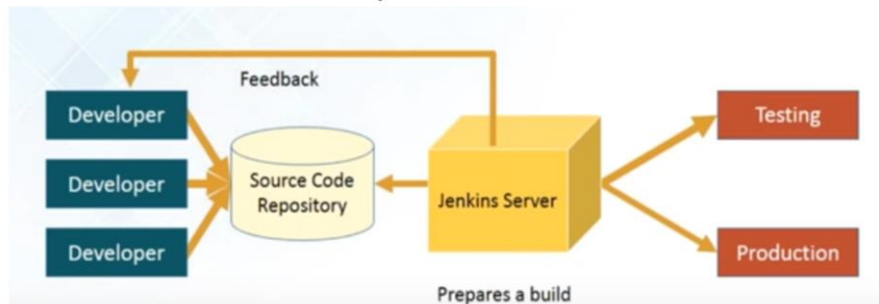 Feedback
Developer
Developer
Developer
Source Code
Repository
Jenkins Server
Prepares a build
Testing
Production